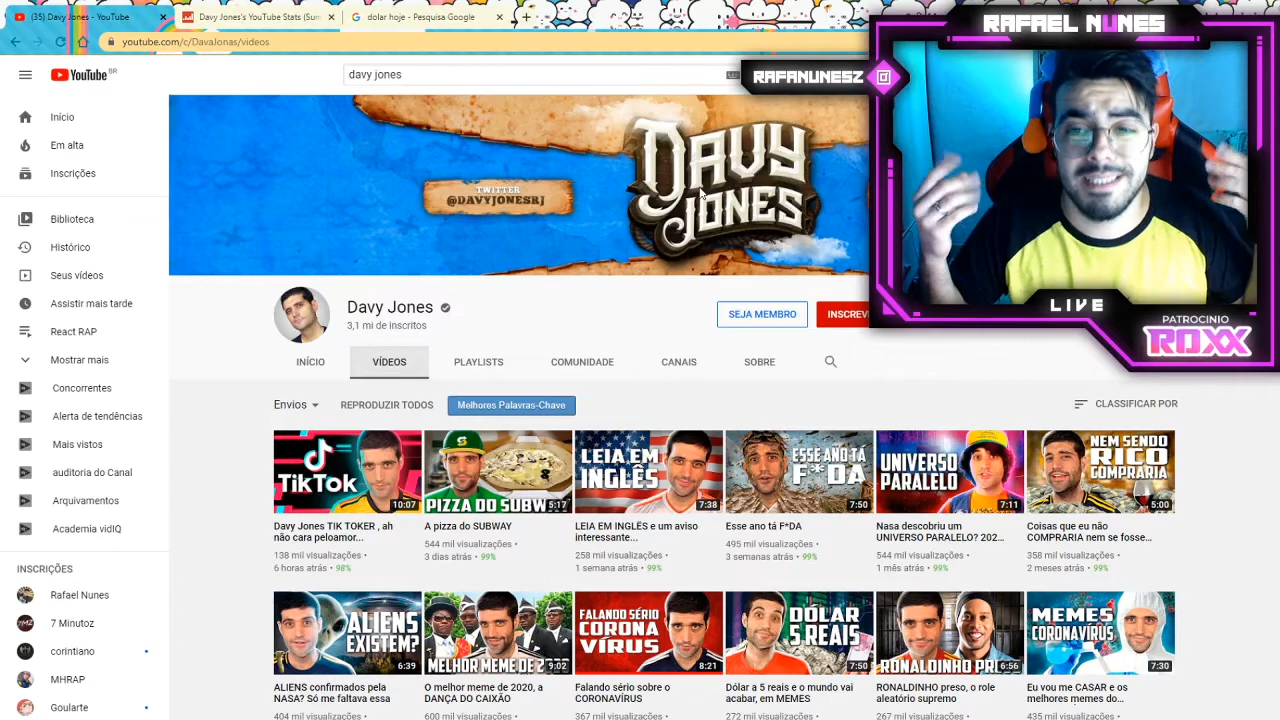 (35) Davy Jones - YouTube
Davy Jones's YouTube Stats (Sum
dolar hoje - Pesquisa Google
youtube.com/c/DavaJonas/videos
RAFAEL NUNES
RAFANUNESZ
YouTube BR
davy jones
Início
Em alta
Inscrições
Biblioteca
Histórico
Seus vídeos
Assistir mais tarde
React RAP
Mostrar mais
Concorrentes
Alerta de tendências
Mais vistos
auditoria do Canal
Arquivamentos
Academia vidIQ
INSCRIÇÕES
Rafael Nunes
7 Minutoz
corintiano
MHRAP
Goularte
TWITTER
@DAVYJONESRJ
DAVY
JONES
LIVE
PATROCINIO
ROXX
Davy Jones
3,1 mi de inscritos
SEJA MEMBRO
INSCREV
INÍCIO
VÍDEOS
PLAYLISTS
COMUNIDADE
CANAIS
SOBRE
Envios
REPRODUZIR TODOS
Melhores Palavras-Chave
CLASSIFICAR POR
TikTok
10:07
Davy Jones TIK TOKER , ah
não cara peloamor...
138 mil visualizações •
6 horas atrás • 98%
PIZZA DO SUBW
5:17
A pizza do SUBWAY
544 mil visualizações •
3 dias atrás • 99%
LEIA EM
INGLÊS
7:38
LEIA EM INGLÊS e um aviso
interessante...
258 mil visualizações •
1 semana atrás • 99%
ESSE ANO TÁ
F*DA
7:50
Esse ano tá F*DA
495 mil visualizações •
3 semanas atrás • 99%
UNIVERSO
PARALELO
7:11
Nasa descobriu um
UNIVERSO PARALELO? 202...
544 mil visualizações •
1 mês atrás • 99%
NEM SENDO
RICO
COMPRARIA
5:00
Coisas que eu não
COMPRARIA nem se fosse...
358 mil visualizações •
2 meses atrás • 99%
ALIENS
EXISTEM?
6:39
ALIENS confirmados pela
NASA? Só me faltava essa
404 mil visualizações •
MELHOR MEME DE 2
9:02
O melhor meme de 2020, a
DANÇA DO CAIXÃO
600 mil visualizações •
FALANDO SÉRIO
CORONA
VÍRUS
8:21
Falando sério sobre o
CORONAVÍRUS
367 mil visualizações •
DÓLAR
5 REAIS
7:50
Dólar a 5 reais e o mundo vai
acabar, em MEMES
272 mil visualizações •
RONALDINHO PR
6:56
RONALDINHO preso, o role
aleatório supremo
267 mil visualizações •
MEMES
CORONAVÍRUS
7:30
Eu vou me CASAR e os
melhores memes do...
435 mil visualizações •